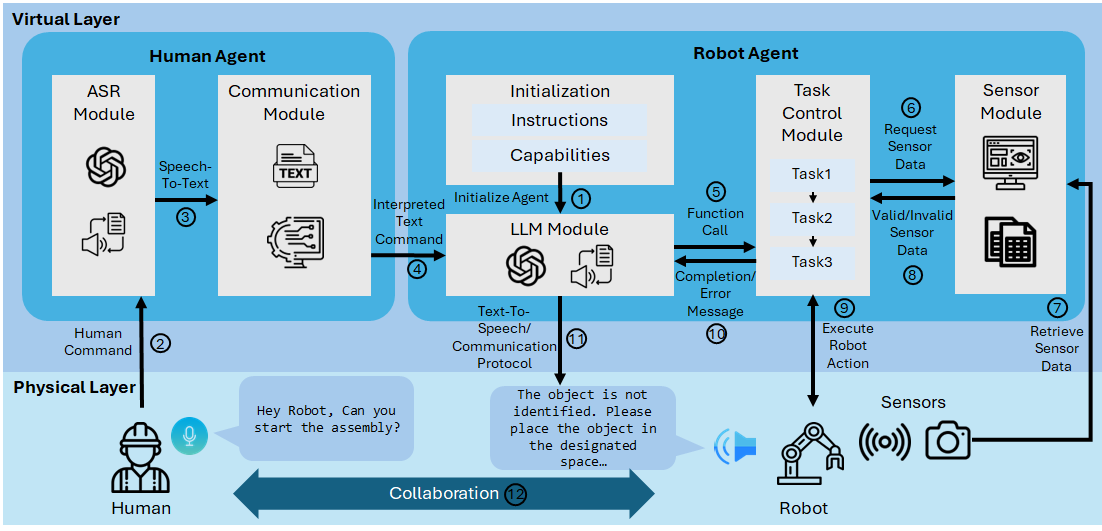 Virtual Layer
Human Agent
ASR
Module
Speech-
To-Text
3
Communication
Module
TEXT
Interpreted
Text
Command
4
Human
Command
2
Robot Agent
Initialization
Instructions
Capabilities
Initialize Agent
1
LLM Module
5
Function
Call
Completion/
Error
Message
10
Text-To-
Speech/
Communication
Protocol
11
Task
Control
Module
Task1
Task2
Task3
6
Request
Sensor
Data
Valid/Invalid
Sensor
Data
8
Sensor
Module
9
Execute
Robot
Action
7
Retrieve
Sensor
Data
Physical Layer
Hey Robot, Can you
start the assembly?
Human
The object is not
identified. Please
place the object in
the designated
space…
Collaboration 12
Sensors
Robot